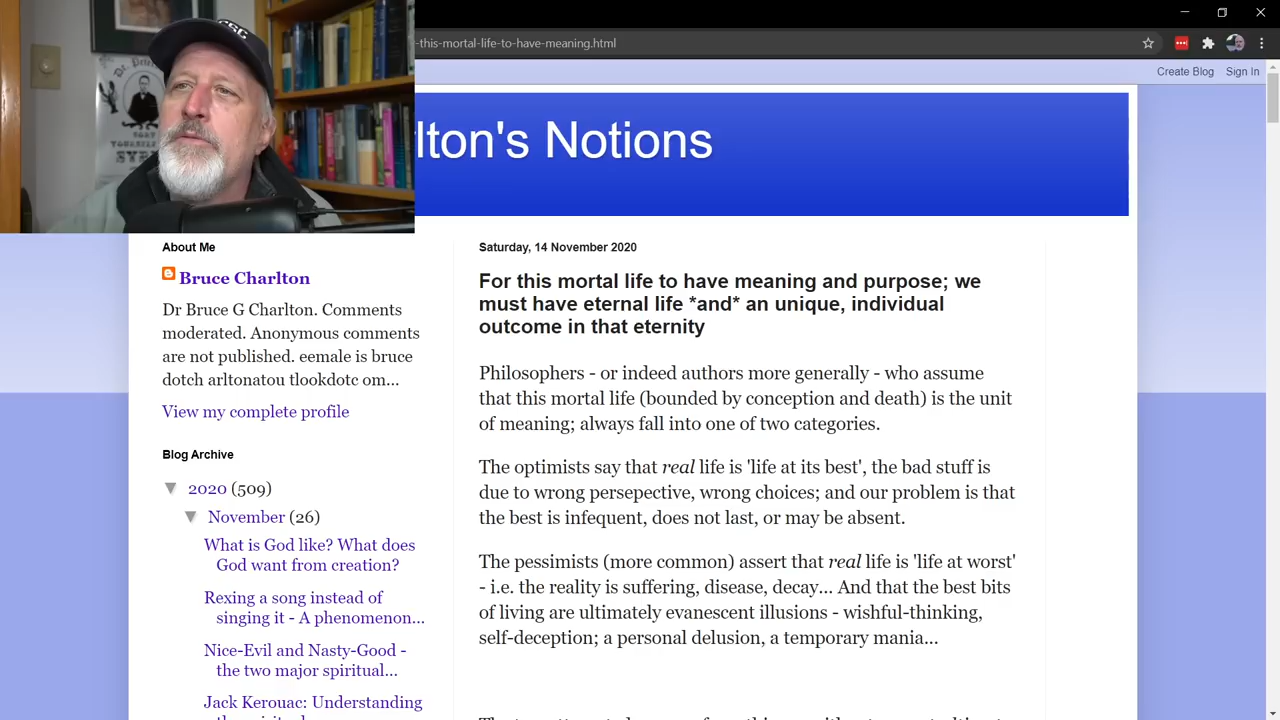 CSC
-this-mortal-life-to-have-meaning.html
Create Blog Sign In
lton's Notions
About Me
Bruce Charlton
Dr Bruce G Charlton. Comments
moderated. Anonymous comments
are not published. eemale is bruce
dotch arltonatou tlookdotc om...
View my complete profile
Blog Archive
▼ 2020 (509)
▼ November (26)
What is God like? What does
God want from creation?
Rexing a song instead of
singing it - A phenomenon...
Nice-Evil and Nasty-Good -
the two major spiritual...
Jack Kerouac: Understanding
Saturday, 14 November 2020
For this mortal life to have meaning and purpose; we
must have eternal life *and* an unique, individual
outcome in that eternity
Philosophers - or indeed authors more generally - who assume
that this mortal life (bounded by conception and death) is the unit
of meaning; always fall into one of two categories.
The optimists say that real life is 'life at its best', the bad stuff is
due to wrong persepective, wrong choices; and our problem is that
the best is infequent, does not last, or may be absent.
The pessimists (more common) assert that real life is 'life at worst'
- i.e. the reality is suffering, disease, decay... And that the best bits
of living are ultimately evanescent illusions - wishful-thinking,
self-deception; a personal delusion, a temporary mania...